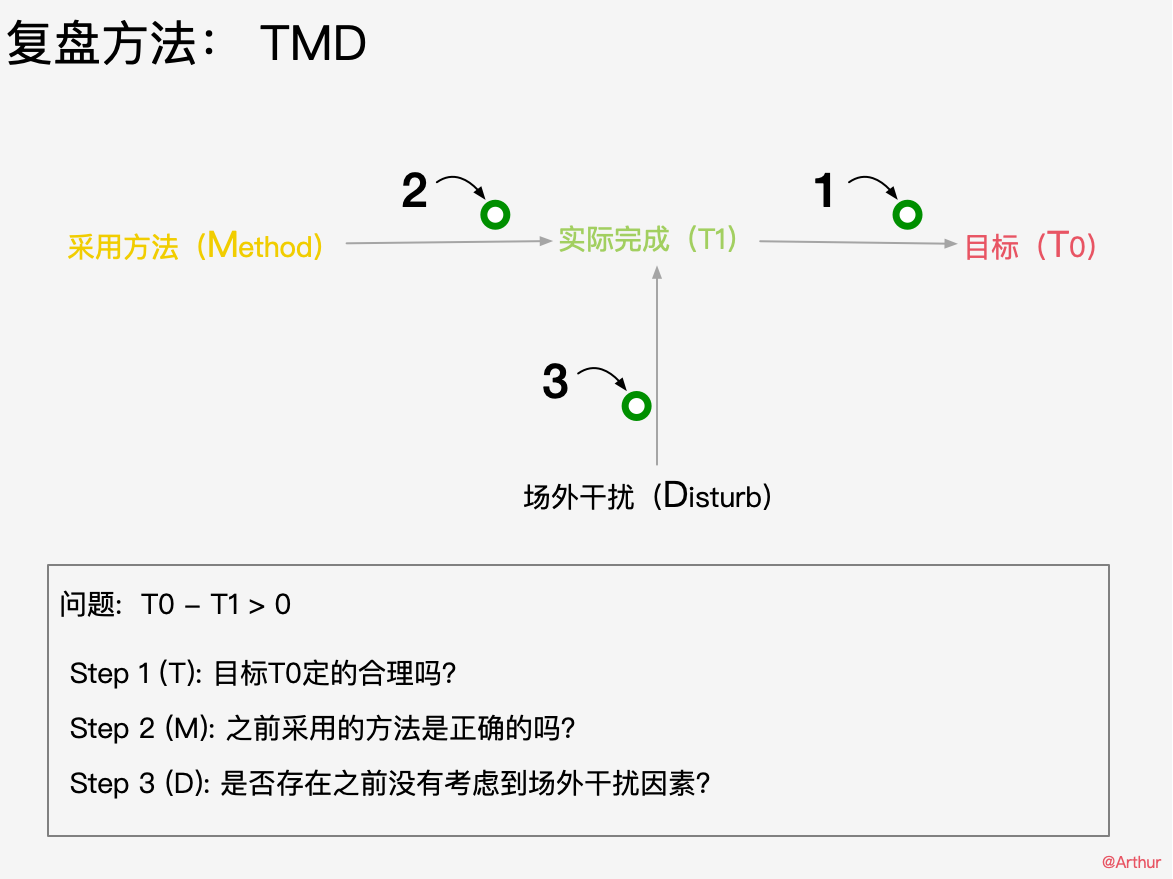 复盘方法： TMD
2
1
采用方法（Method）
实际完成（T1）
目标（T0）
3
场外干扰（Disturb）
问题： T0 - T1 > 0
Step 1 (T): 目标T0定的合理吗?
Step 2 (M): 之前采用的方法是正确的吗?
Step 3 (D): 是否存在之前没有考虑到场外干扰因素?
@Arthur